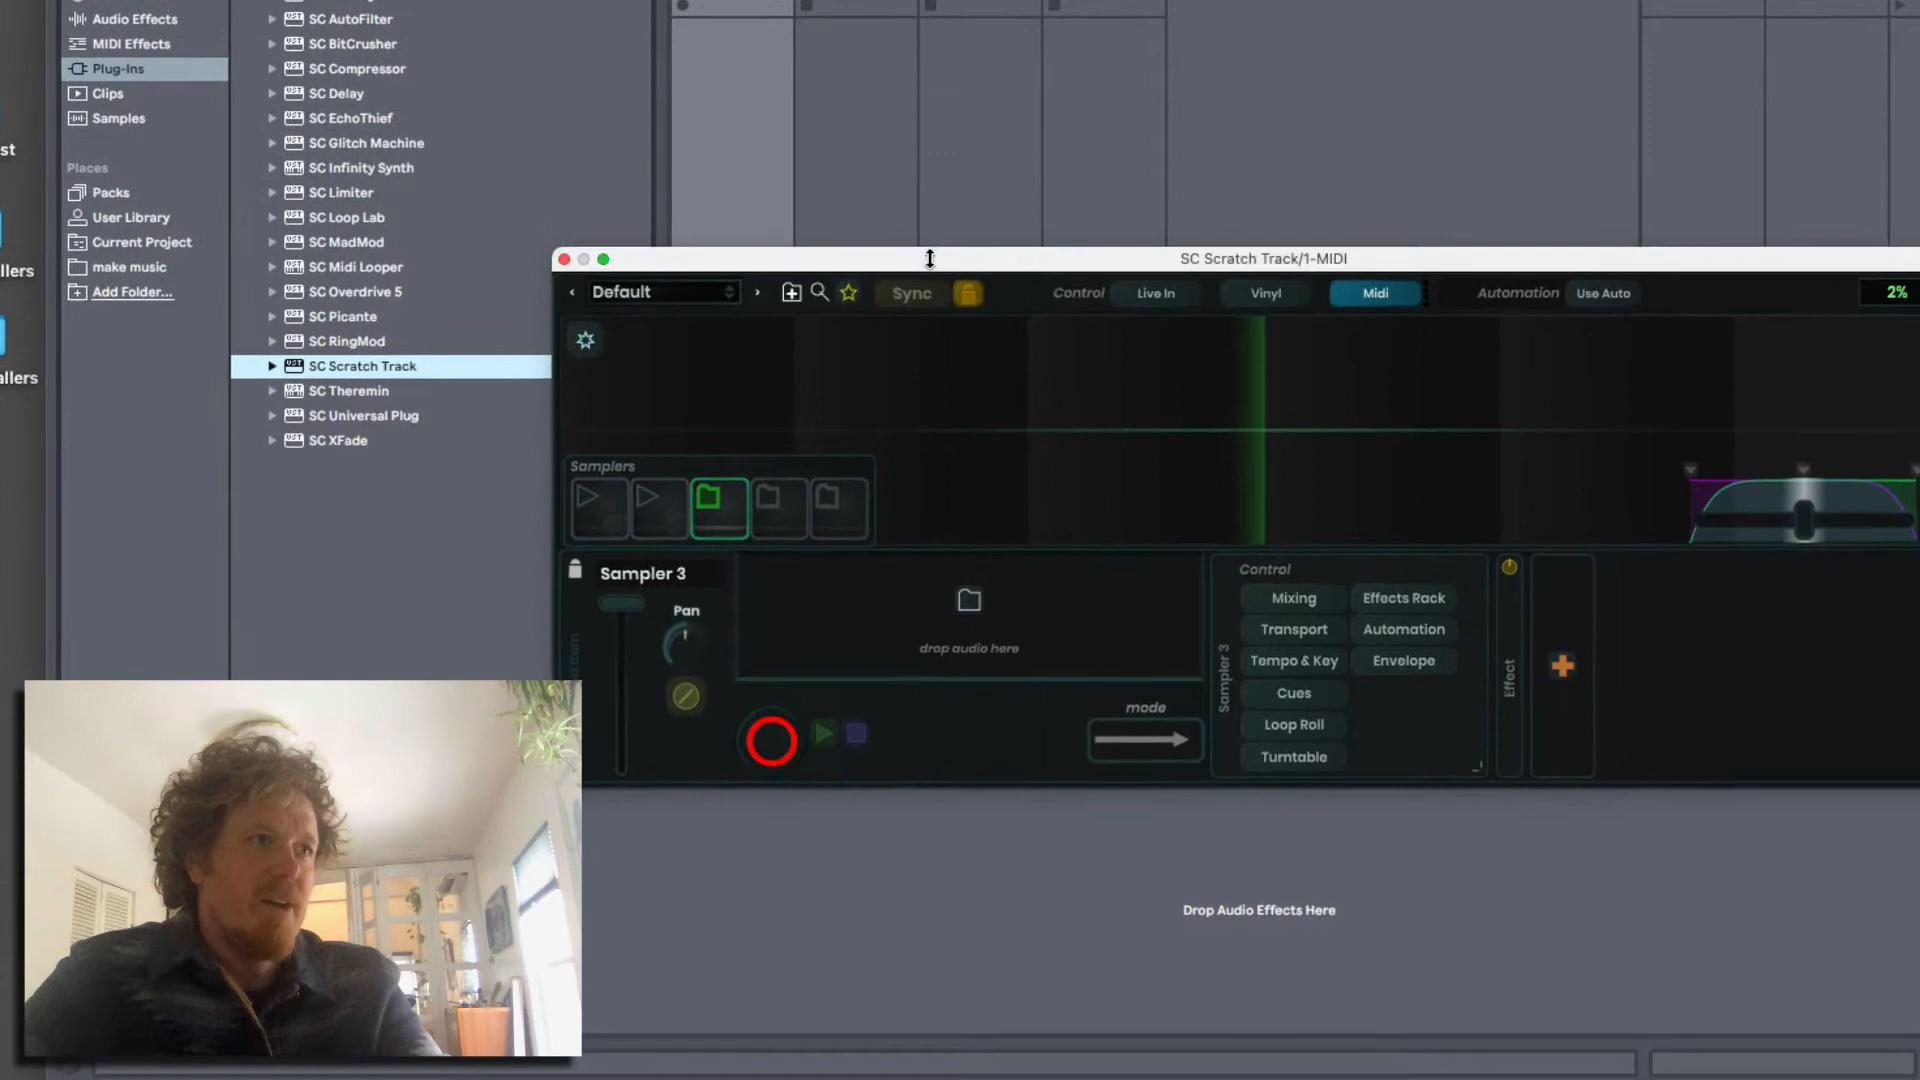 Audio Effects
MIDI Effects
Plug-Ins
Clips
Samples
Places
Packs
User Library
Current Project
make music
Add Folder...
st
llers
allers
SC AutoFilter
SC BitCrusher
SC Compressor
SC Delay
SC EchoThief
SC Glitch Machine
SC Infinity Synth
SC Limiter
SC Loop Lab
SC MadMod
SC Midi Looper
SC Overdrive 5
SC Picante
SC RingMod
SC Scratch Track
SC Theremin
SC Universal Plug
SC XFade
SC Scratch Track/1-MIDI
Default
Sync
Control
Live In
Vinyl
Midi
Automation
Use Auto
2%
Samplers
Sampler 3
Pan
drop audio here
mode
Sampler 3
Control
Mixing
Effects Rack
Transport
Automation
Tempo & Key
Envelope
Cues
Loop Roll
Turntable
Effect
Drop Audio Effects Here